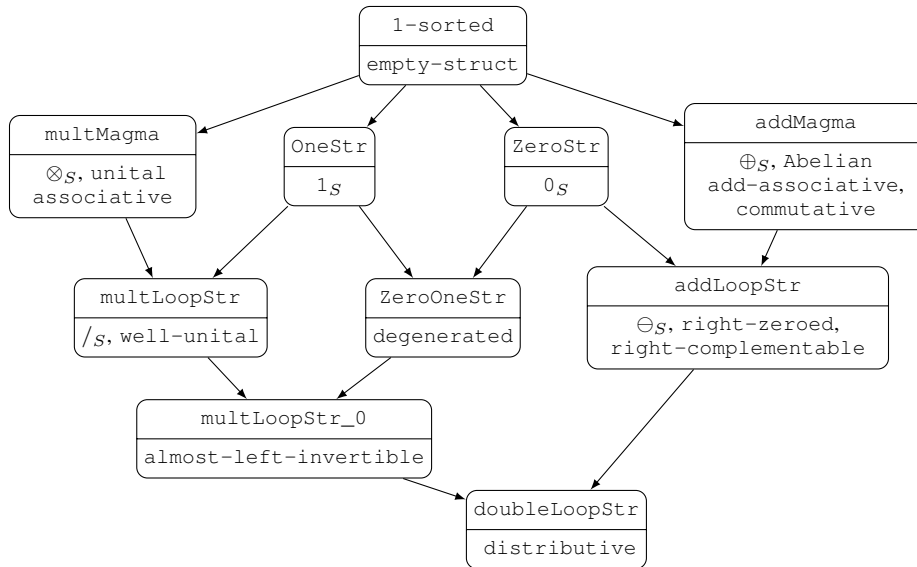 1-sorted
empty-struct
multMagma
⊗S, unital
associative
OneStr
1S
ZeroStr
0S
addMagma
⊕S, Abelian
add-associative,
commutative
multLoopStr
/S, well-unital
ZeroOneStr
degenerated
addLoopStr
⊖S, right-zeroed,
right-complementable
multLoopStr_0
almost-left-invertible
doubleLoopStr
distributive